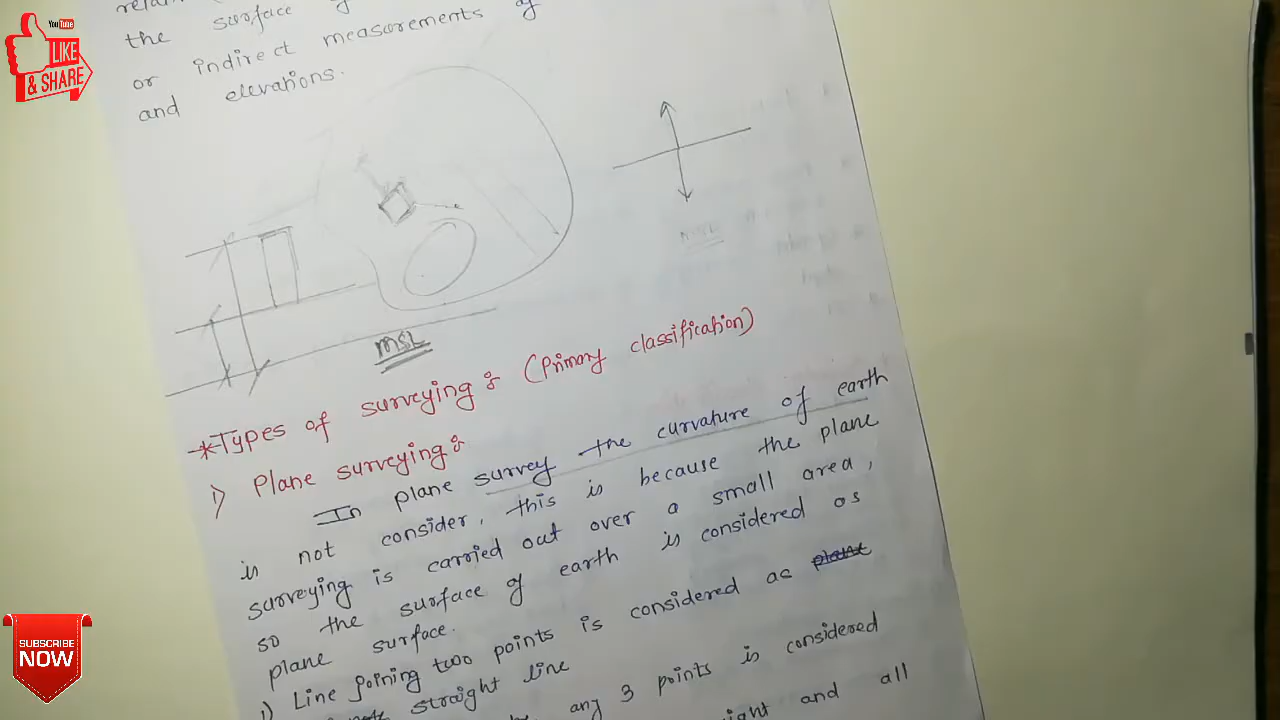 the surface
or indirect measurements of
and elevations.
MSL
*Types of surveying: (Primary classification)
1) Plane surveying:
In plane survey the curvature of earth
is not consider, this is because the plane
surveying is carried out over a small area,
so the surface of earth is considered as
plane surface.
1) Line joining two points is considered as
straight line
any 3 points is considered
and all
YouTube
LIKE
& SHARE
SUBSCRIBE
NOW